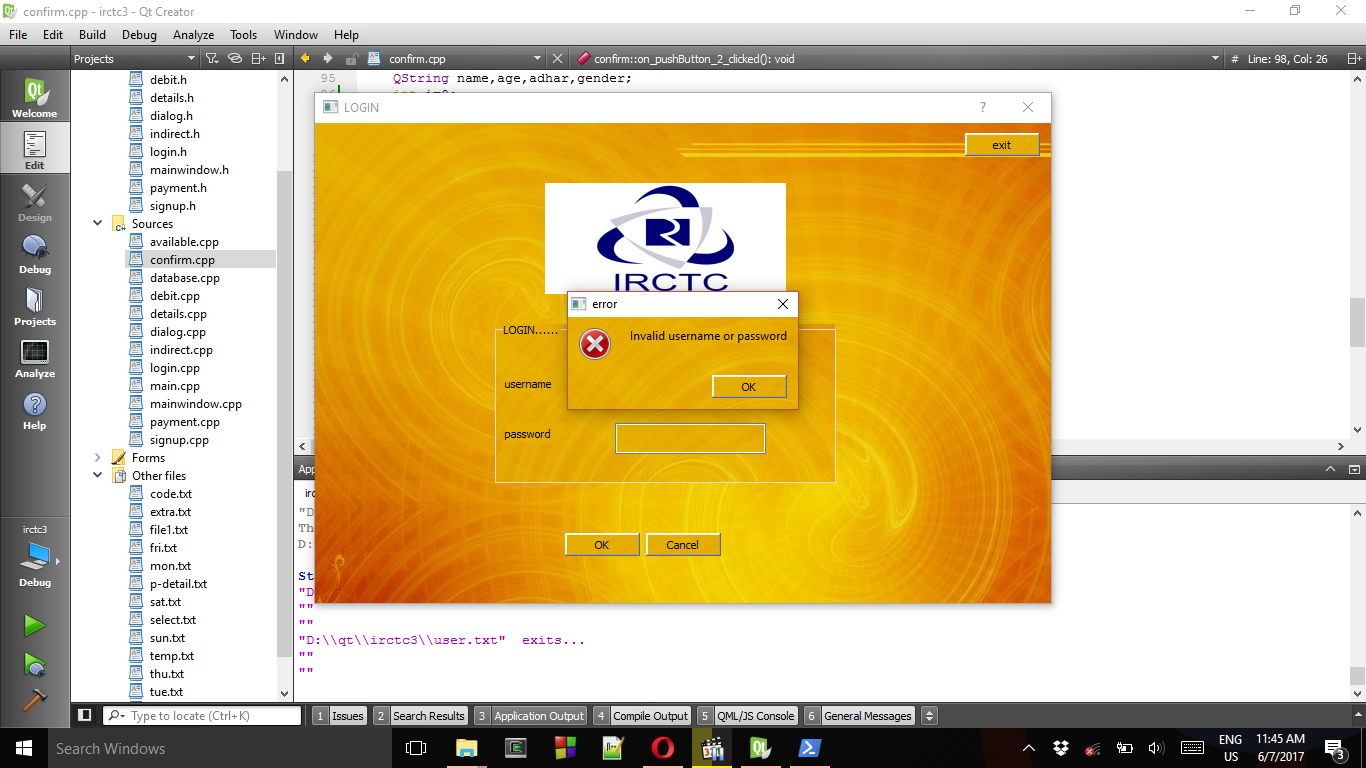 confirm.cpp - irctc3 - Qt Creator
File Edit Build Debug Analyze Tools Window Help
Projects
confirm.cpp
confirm::on_pushButton_2_clicked(): void
# Line: 98, Col: 26
Welcome
Edit
Design
Debug
Projects
Analyze
Help
irctc3
Debug
debit.h
details.h
dialog.h
indirect.h
login.h
mainwindow.h
payment.h
signup.h
Sources
available.cpp
confirm.cpp
database.cpp
debit.cpp
details.cpp
dialog.cpp
indirect.cpp
login.cpp
main.cpp
mainwindow.cpp
payment.cpp
signup.cpp
Forms
Other files
code.txt
extra.txt
file1.txt
fri.txt
mon.txt
p-detail.txt
sat.txt
select.txt
sun.txt
temp.txt
thu.txt
tue.txt
95 QString name,age,adhar,gender;
LOGIN
?
exit
IRCTC
error
Invalid username or password
OK
LOGIN......
username
password
OK
Cancel
"D
Th
D:
St
"D
""
""
"D:\\qt\\irctc3\\user.txt" exits...
""
""
Type to locate (Ctrl+K)
1 Issues
2 Search Results
3 Application Output
4 Compile Output
5 QML/JS Console
6 General Messages
Search Windows
ENG
US
11:45 AM
6/7/2017
3